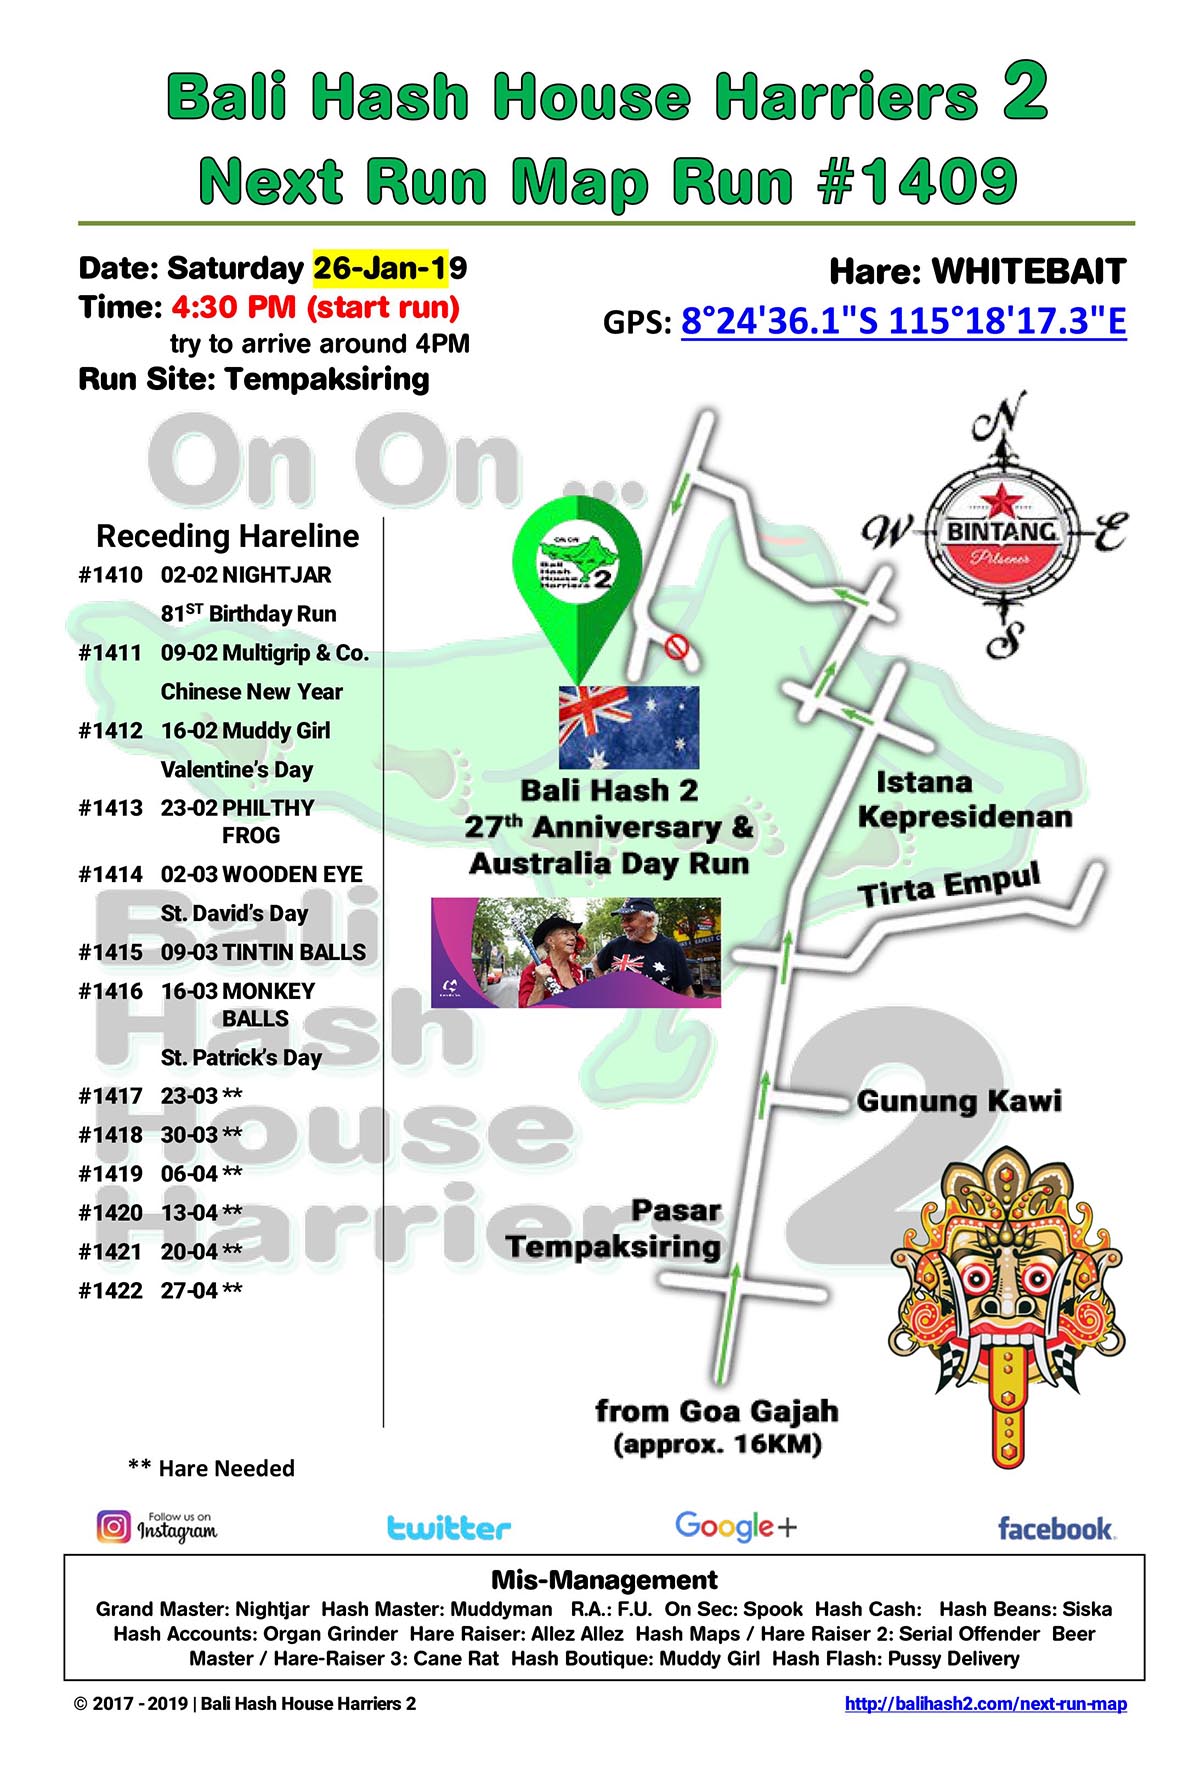 Bali Hash House Harriers 2
Next Run Map Run #1409
Date: Saturday 26-Jan-19
Time: 4:30 PM (start run)
try to arrive around 4PM
Run Site: Tempaksiring
Hare: WHITEBAIT
GPS: 8°24'36.1"S 115°18'17.3"E
On On ...
Receding Hareline
#1410 02-02 NIGHTJAR
81ST Birthday Run
#1411 09-02 Multigrip & Co.
Chinese New Year
#1412 16-02 Muddy Girl
Valentine's Day
#1413 23-02 PHILTHY
FROG
#1414 02-03 WOODEN EYE
St. David's Day
#1415 09-03 TINTIN BALLS
#1416 16-03 MONKEY
BALLS
St. Patrick's Day
#1417 23-03 **
#1418 30-03 **
#1419 06-04 **
#1420 13-04 **
#1421 20-04 **
#1422 27-04 **
** Hare Needed
Bali
Hash
House
Harriers
2
ON ON
Bali
Hash
House
Harriers 2
N
W
E
S
BINTANG
Pilsener
Bali Hash 2
27th Anniversary &
Australia Day Run
Istana
Kepresidenan
Tirta Empul
Gunung Kawi
Pasar
Tempaksiring
from Goa Gajah
(approx. 16KM)
Follow us on
Instagram
twitter
Google+
facebook
Mis-Management
Grand Master: Nightjar Hash Master: Muddyman R.A.: F.U. On Sec: Spook Hash Cash: Hash Beans: Siska
Hash Accounts: Organ Grinder Hare Raiser: Allez Allez Hash Maps / Hare Raiser 2: Serial Offender Beer
Master / Hare-Raiser 3: Cane Rat Hash Boutique: Muddy Girl Hash Flash: Pussy Delivery
© 2017 - 2019 | Bali Hash House Harriers 2
http://balihash2.com/next-run-map